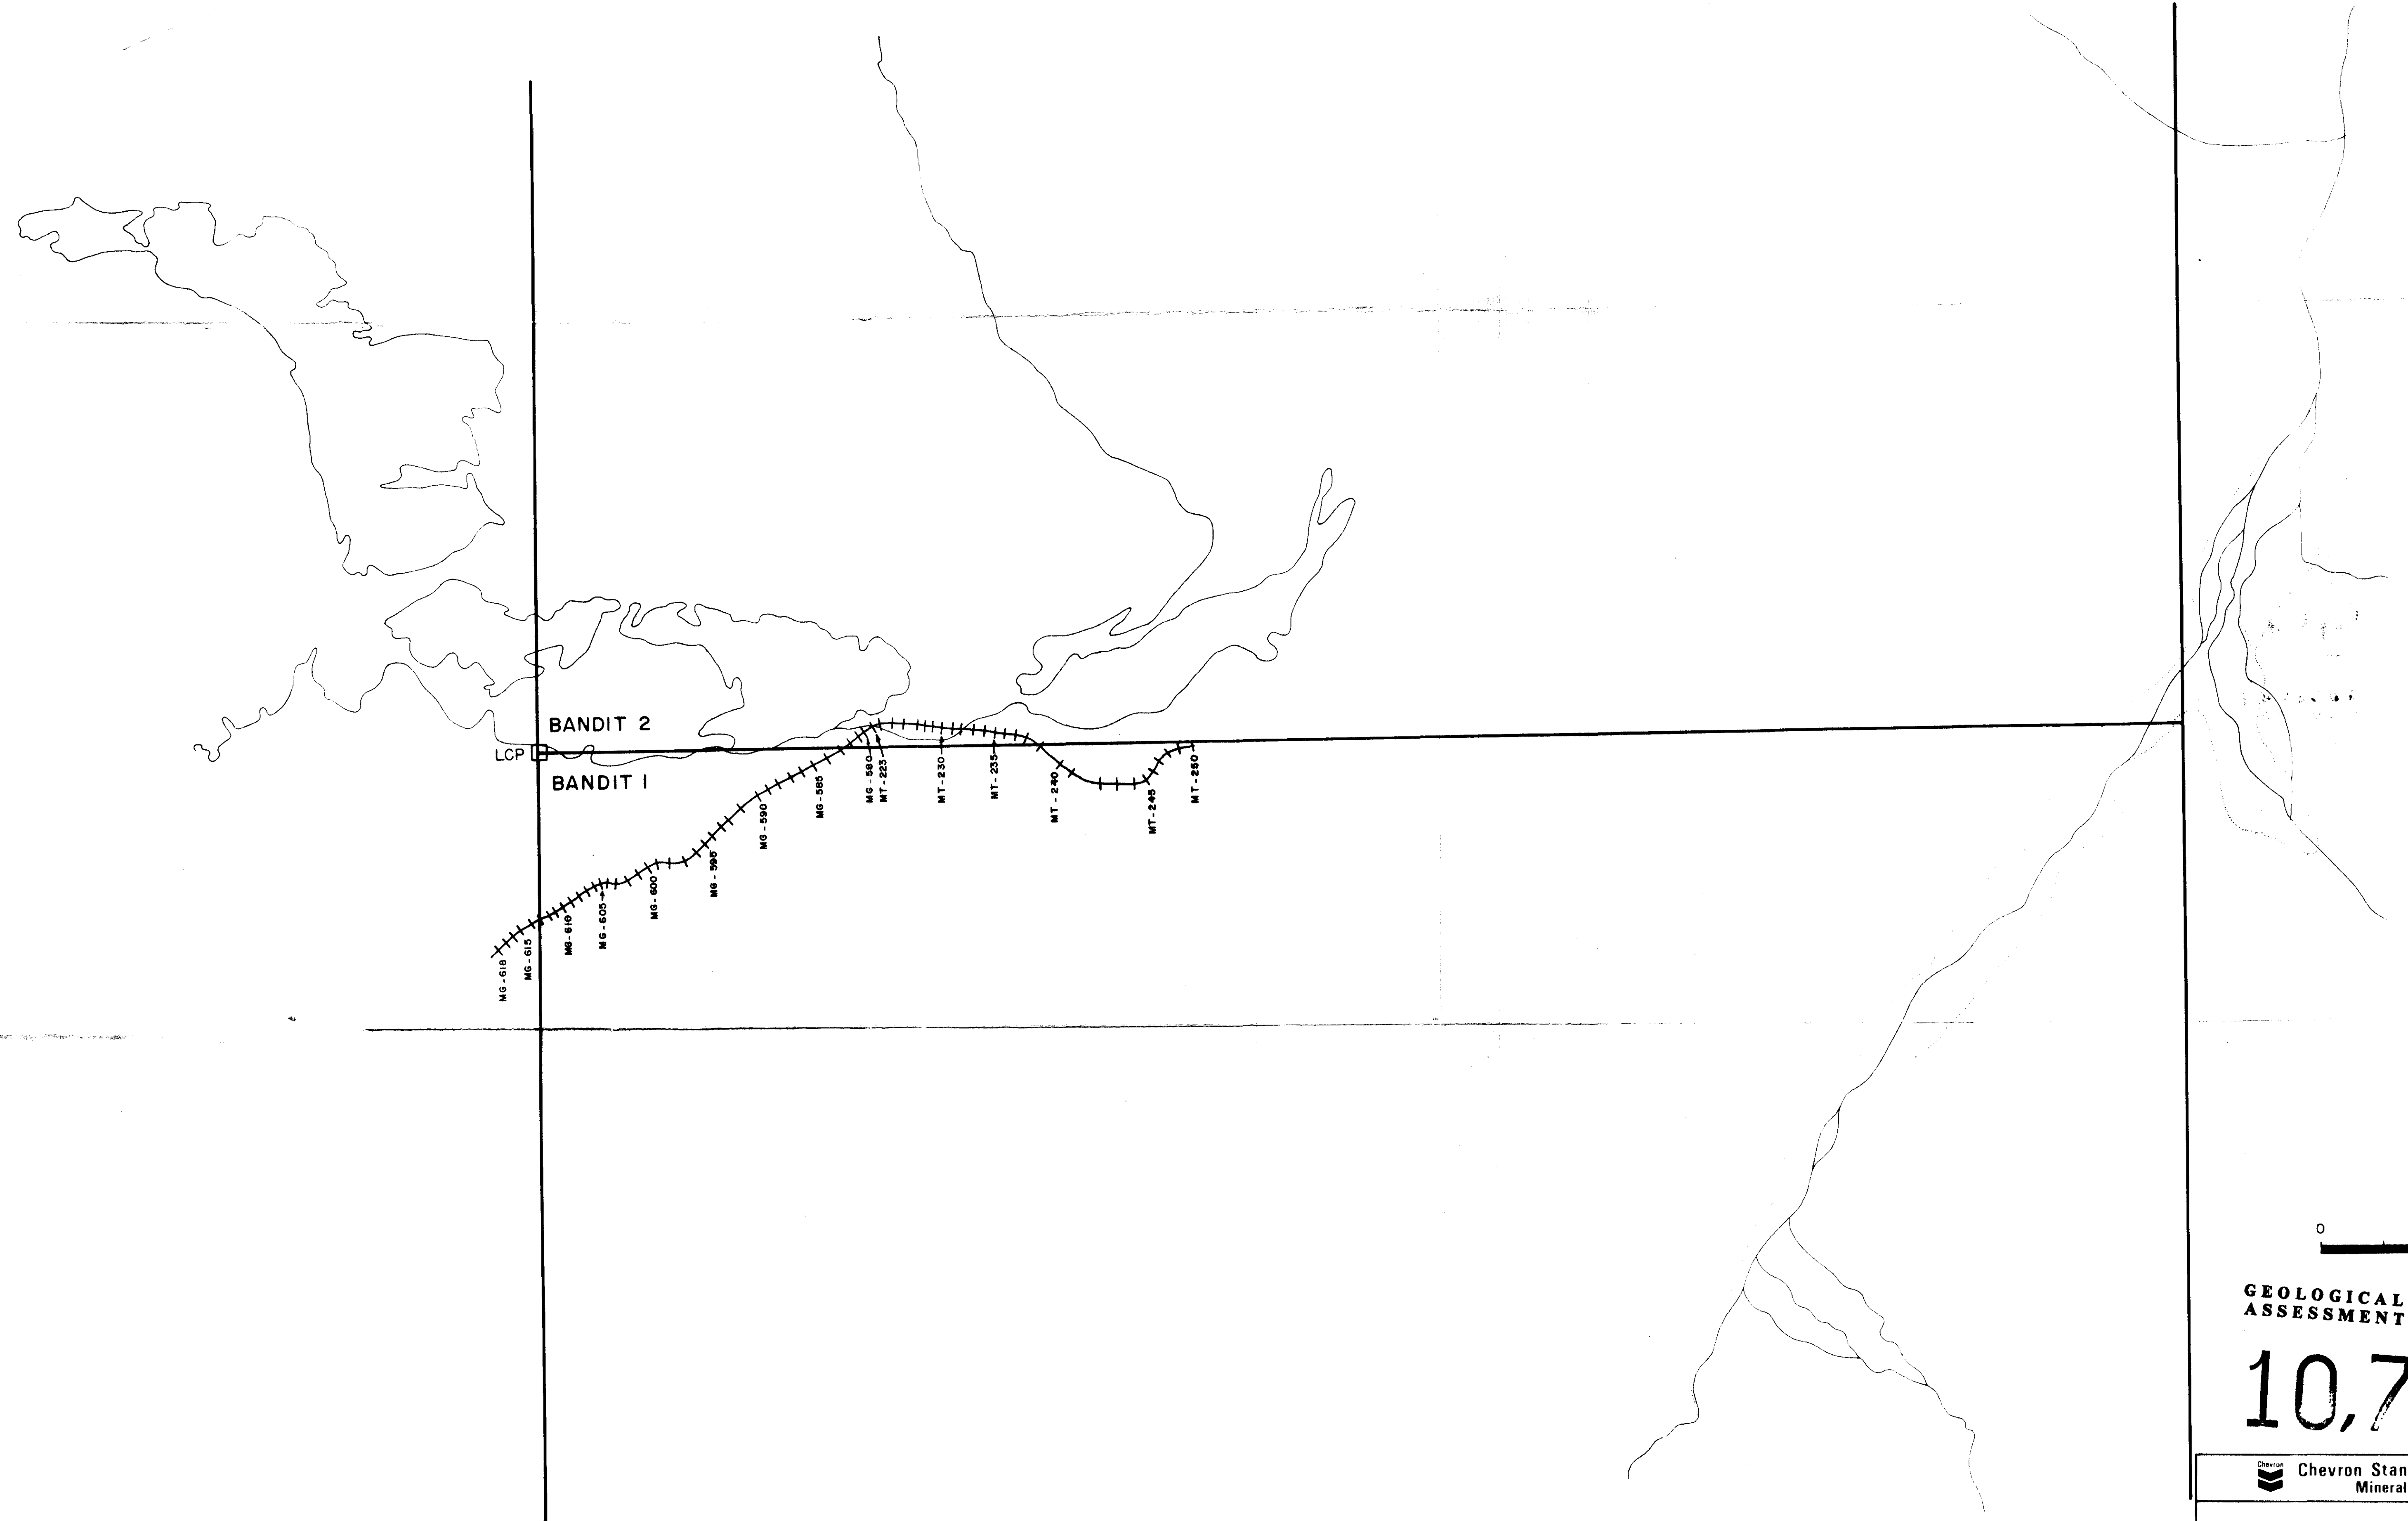 BANDIT 2
LCP
BANDIT 1
MG-618
MG-615
MG-610
MG-605
MG-600
MG-595
MG-590
MG-585
MG-580
MT-223
MT-230
MT-235
MT-240
MT-245
MT-250
0
GEOLOGICAL
ASSESSMENT
10,7
Chevron
Chevron Stan
Mineral